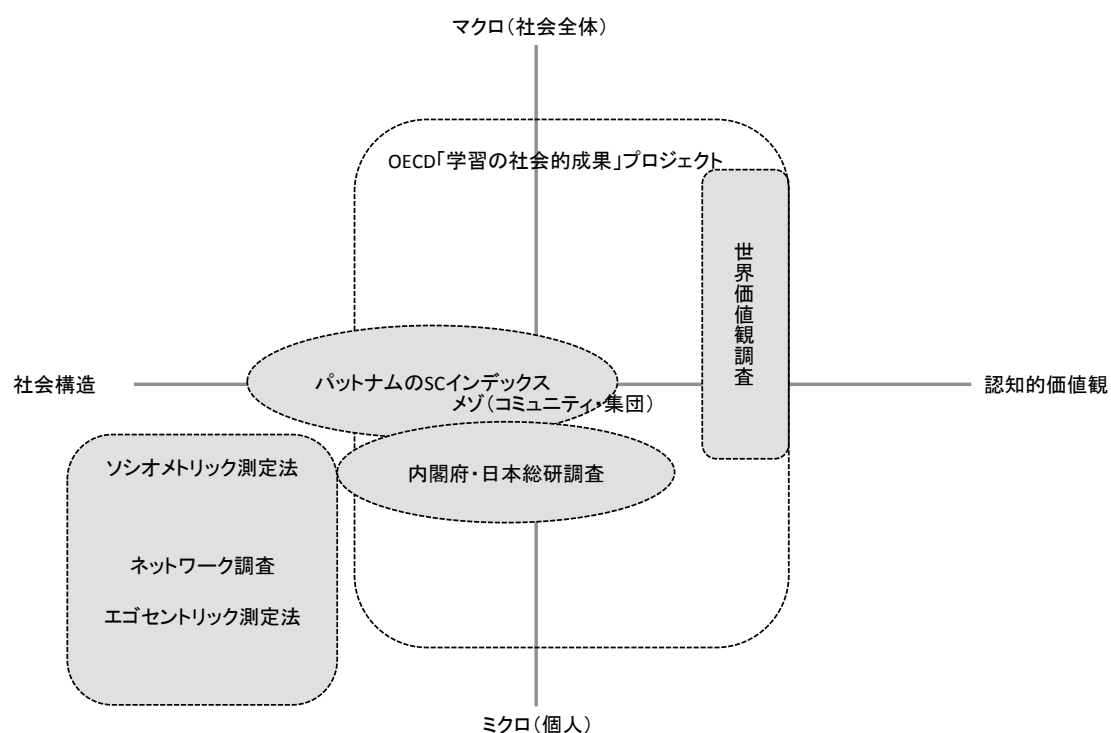 マクロ(社会全体)
OECD「学習の社会的成果」プロジェクト
世界価値観調査
社会構造
パットナムのSCインデックス
認知的価値観
メゾ(コミュニティ・集団)
ソシオメトリック測定法
内閣府・日本総研調査
ネットワーク調査
エゴセントリック測定法
ミクロ(個人)